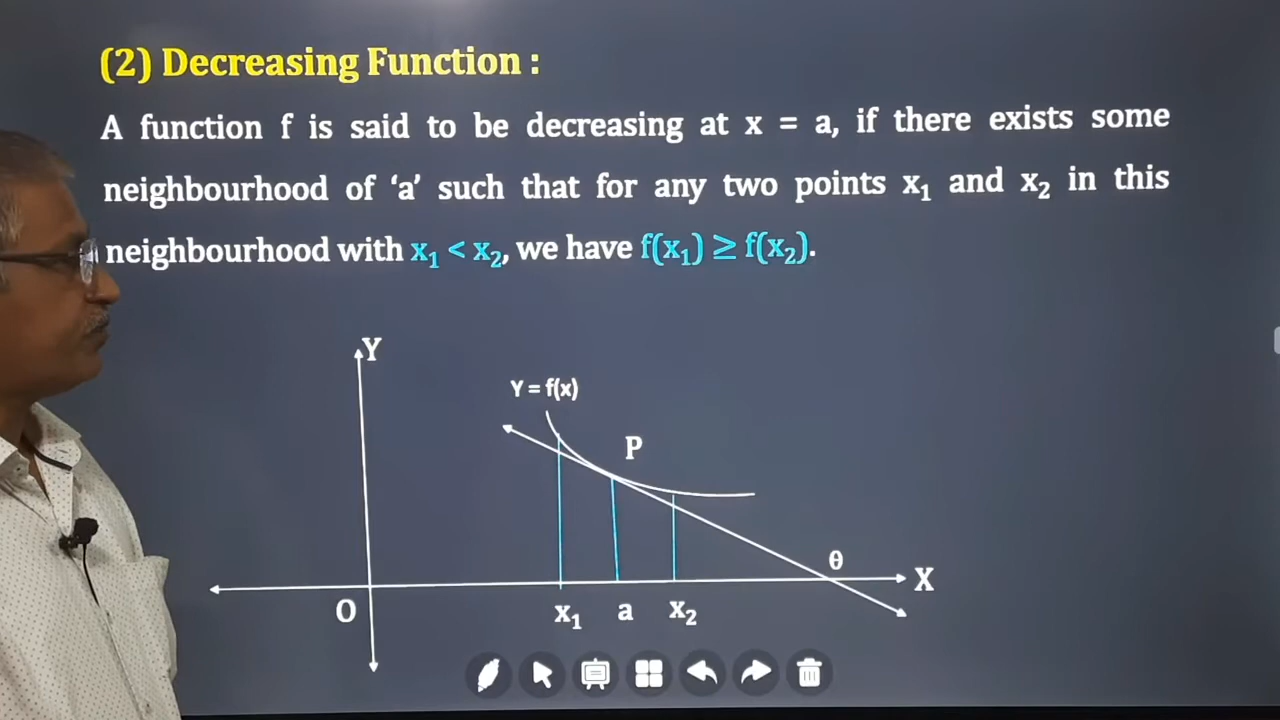 (2) Decreasing Function :
A function f is said to be decreasing at x = a, if there exists some
neighbourhood of ‘a’ such that for any two points x₁ and x₂ in this
neighbourhood with x₁ < x₂, we have f(x₁) ≥ f(x₂).
Y
Y = f(x)
P
θ
X
O
x₁ a x₂